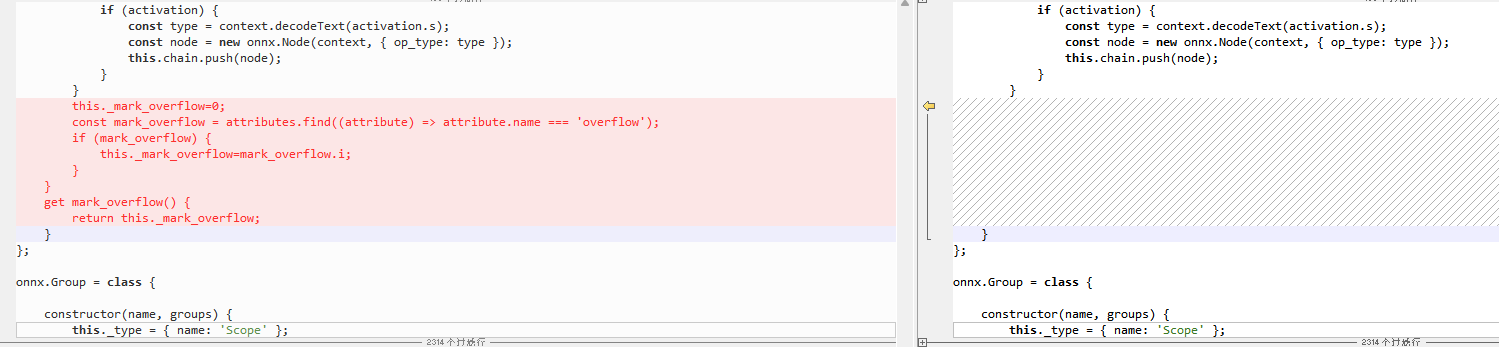 if (activation) {
const type = context.decodeText(activation.s);
const node = new onnx.Node(context, { op_type: type });
this.chain.push(node);
}
}
this._mark_overflow=0;
const mark_overflow = attributes.find((attribute) => attribute.name === 'overflow');
if (mark_overflow) {
this._mark_overflow=mark_overflow.i;
}
}
get mark_overflow() {
return this._mark_overflow;
}
};
onnx.Group = class {
constructor(name, groups) {
this._type = { name: 'Scope' };
2314 个过滤行
if (activation) {
const type = context.decodeText(activation.s);
const node = new onnx.Node(context, { op_type: type });
this.chain.push(node);
}
}
}
};
onnx.Group = class {
constructor(name, groups) {
this._type = { name: 'Scope' };
2314 个过滤行